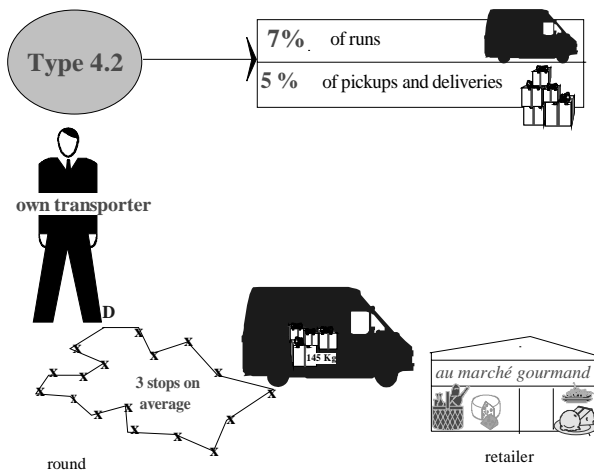 Type 4.2
7% of runs
5 % of pickups and deliveries
own transporter
D
x x x x x x x x x x x x x x x x x x
3 stops on
average
145 Kg
au marché gourmand
round
retailer